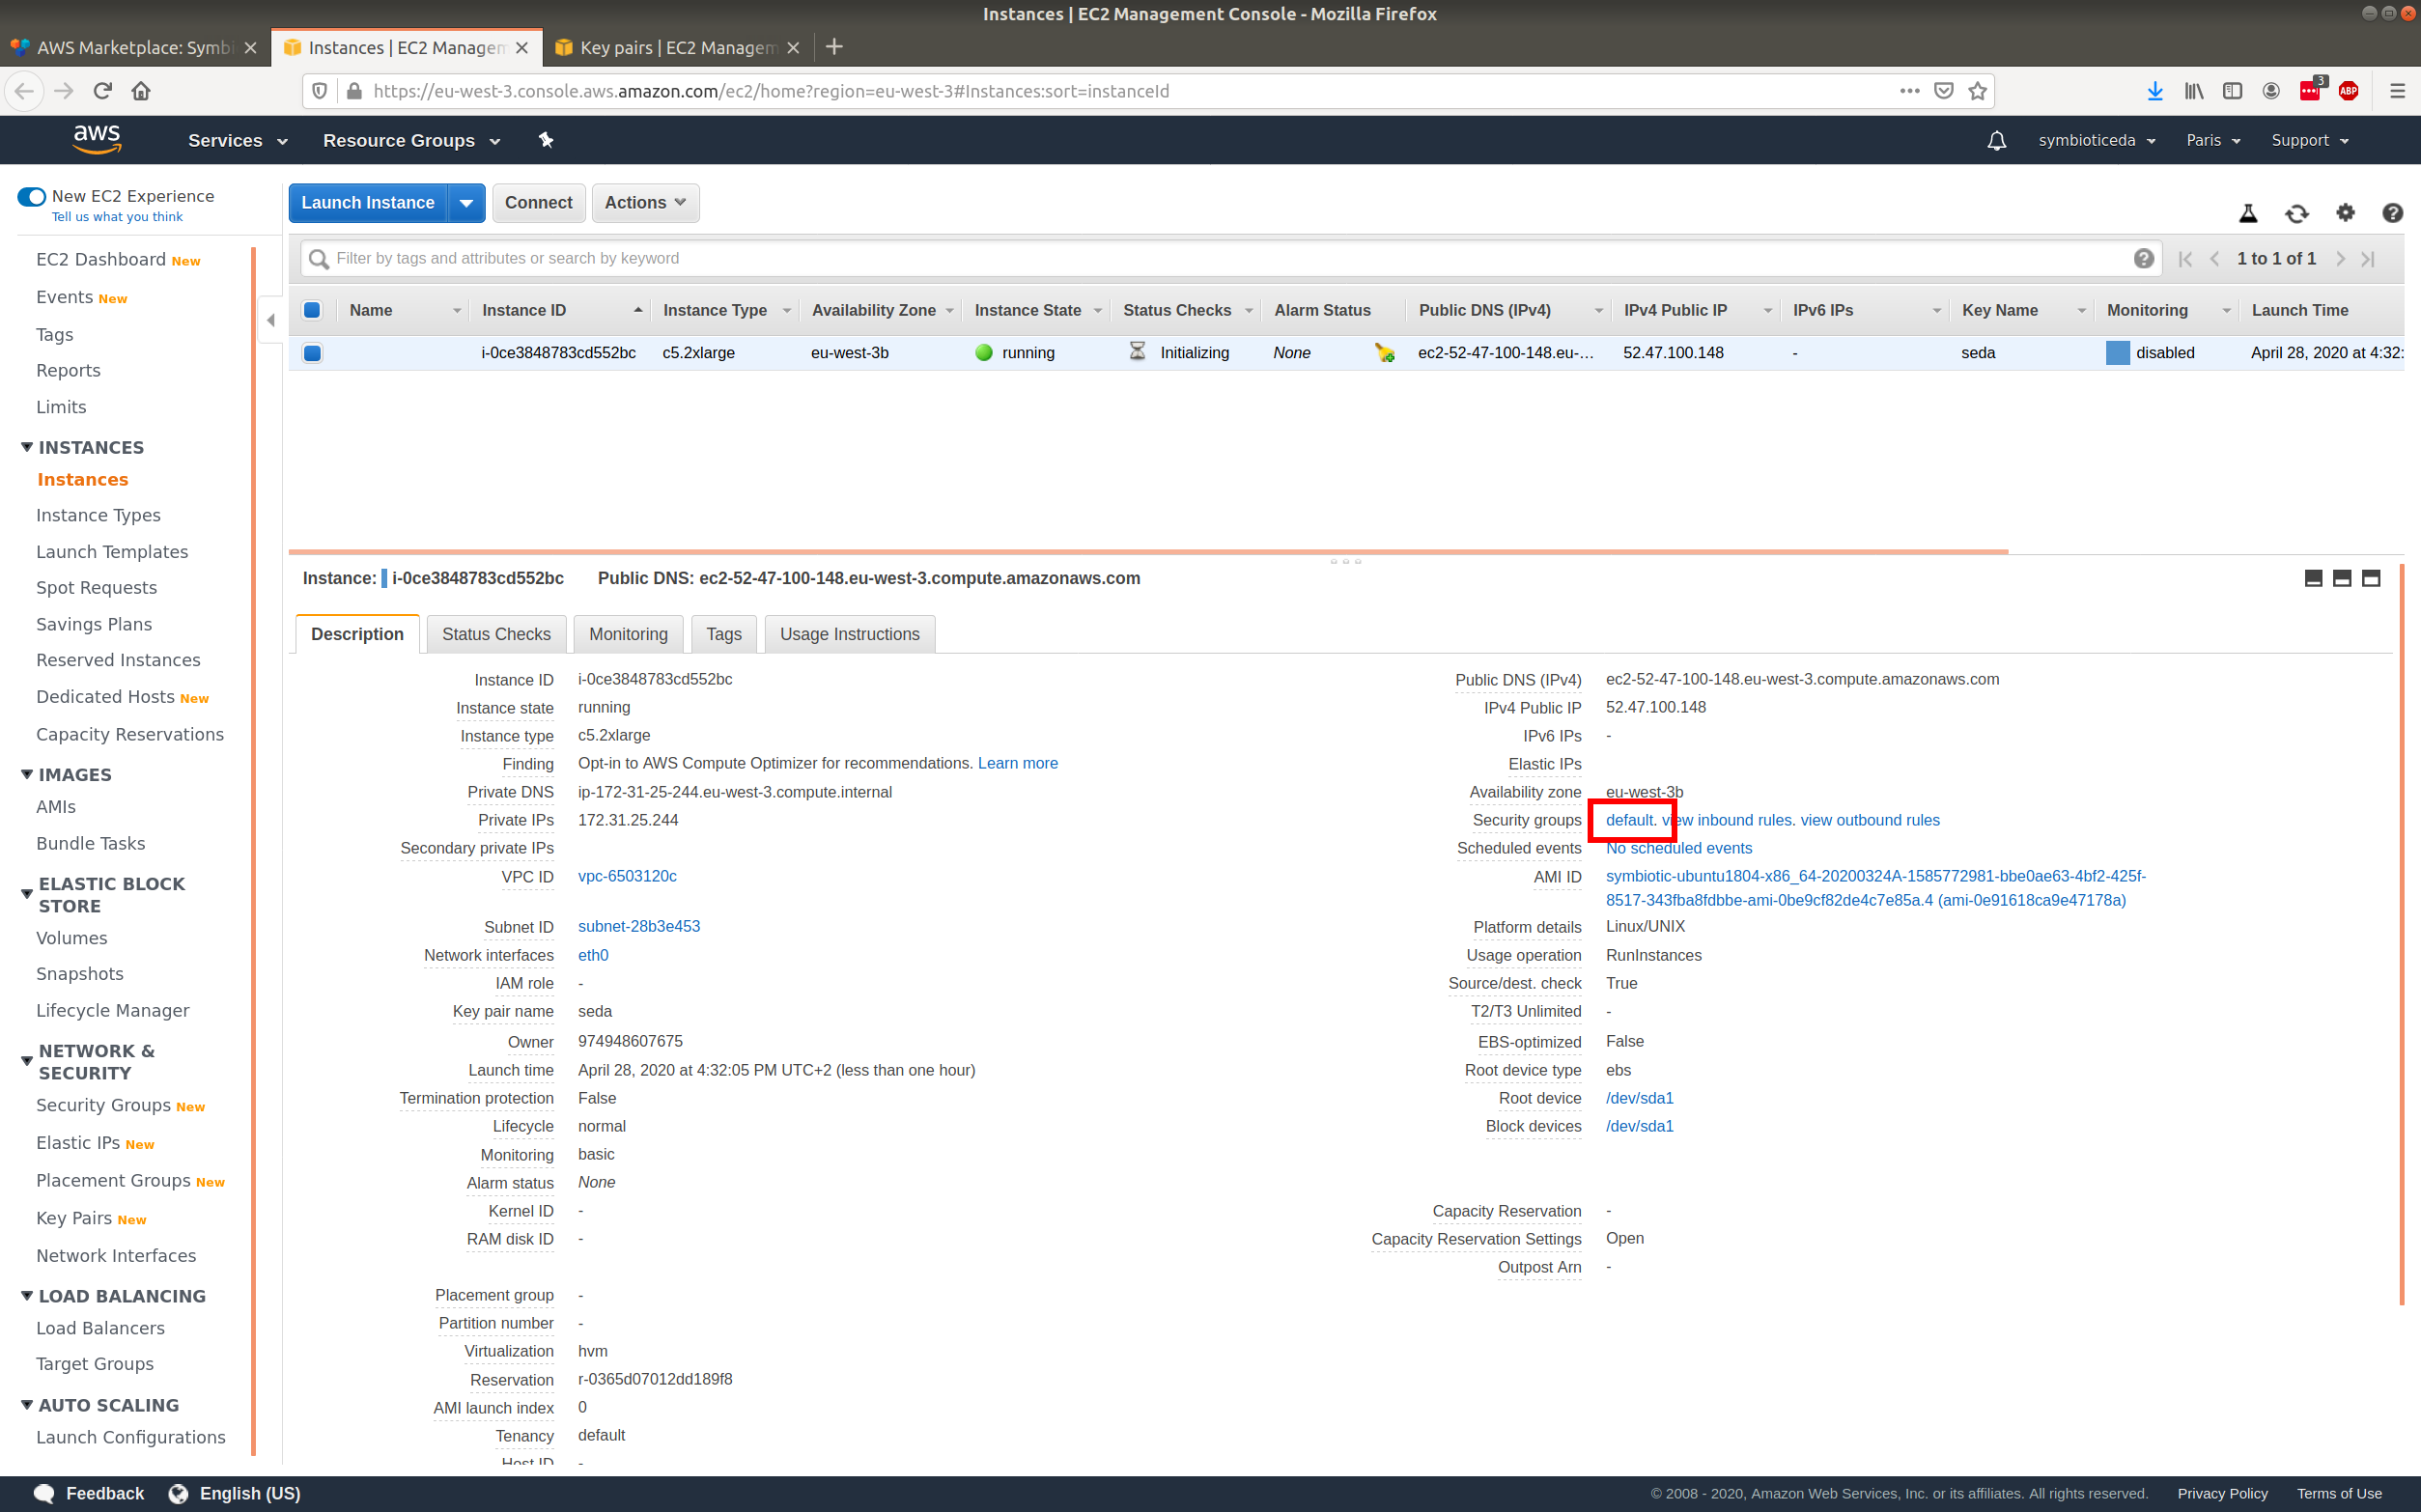 Instances | EC2 Management Console - Mozilla Firefox
AWS Marketplace: Symbi
Instances | EC2 Managem
Key pairs | EC2 Managem
https://eu-west-3.console.aws.amazon.com/ec2/home?region=eu-west-3#Instances:sort=instanceId
3
ABP
aws
Services
Resource Groups
symbioticeda
Paris
Support
New EC2 Experience
Tell us what you think
EC2 Dashboard New
Events New
Tags
Reports
Limits
INSTANCES
Instances
Instance Types
Launch Templates
Spot Requests
Savings Plans
Reserved Instances
Dedicated Hosts New
Capacity Reservations
IMAGES
AMIs
Bundle Tasks
ELASTIC BLOCK
STORE
Volumes
Snapshots
Lifecycle Manager
NETWORK &
SECURITY
Security Groups New
Elastic IPs New
Placement Groups New
Key Pairs New
Network Interfaces
LOAD BALANCING
Load Balancers
Target Groups
AUTO SCALING
Launch Configurations
Launch Instance
Connect
Actions
Filter by tags and attributes or search by keyword
1 to 1 of 1
Name Instance ID Instance Type Availability Zone Instance State Status Checks Alarm Status Public DNS (IPv4) IPv4 Public IP IPv6 IPs Key Name Monitoring Launch Time
i-0ce3848783cd552bc c5.2xlarge eu-west-3b running Initializing None ec2-52-47-100-148.eu-... 52.47.100.148 - seda disabled April 28, 2020 at 4:32:
Instance: i-0ce3848783cd552bc Public DNS: ec2-52-47-100-148.eu-west-3.compute.amazonaws.com
Description
Status Checks
Monitoring
Tags
Usage Instructions
Instance ID i-0ce3848783cd552bc
Instance state running
Instance type c5.2xlarge
Finding Opt-in to AWS Compute Optimizer for recommendations. Learn more
Private DNS ip-172-31-25-244.eu-west-3.compute.internal
Private IPs 172.31.25.244
Secondary private IPs
VPC ID vpc-6503120c
Subnet ID subnet-28b3e453
Network interfaces eth0
IAM role -
Key pair name seda
Owner 974948607675
Launch time April 28, 2020 at 4:32:05 PM UTC+2 (less than one hour)
Termination protection False
Lifecycle normal
Monitoring basic
Alarm status None
Kernel ID -
RAM disk ID -
Placement group -
Partition number -
Virtualization hvm
Reservation r-0365d07012dd189f8
AMI launch index 0
Tenancy default
Host ID -
Public DNS (IPv4) ec2-52-47-100-148.eu-west-3.compute.amazonaws.com
IPv4 Public IP 52.47.100.148
IPv6 IPs -
Elastic IPs
Availability zone eu-west-3b
Security groups default. view inbound rules. view outbound rules
Scheduled events No scheduled events
AMI ID symbiotic-ubuntu1804-x86_64-20200324A-1585772981-bbe0ae63-4bf2-425f-
8517-343fba8fdbbe-ami-0be9cf82de4c7e85a.4 (ami-0e91618ca9e47178a)
Platform details Linux/UNIX
Usage operation RunInstances
Source/dest. check True
T2/T3 Unlimited -
EBS-optimized False
Root device type ebs
Root device /dev/sda1
Block devices /dev/sda1
Capacity Reservation -
Capacity Reservation Settings Open
Outpost Arn -
Feedback
English (US)
© 2008 - 2020, Amazon Web Services, Inc. or its affiliates. All rights reserved.
Privacy Policy
Terms of Use